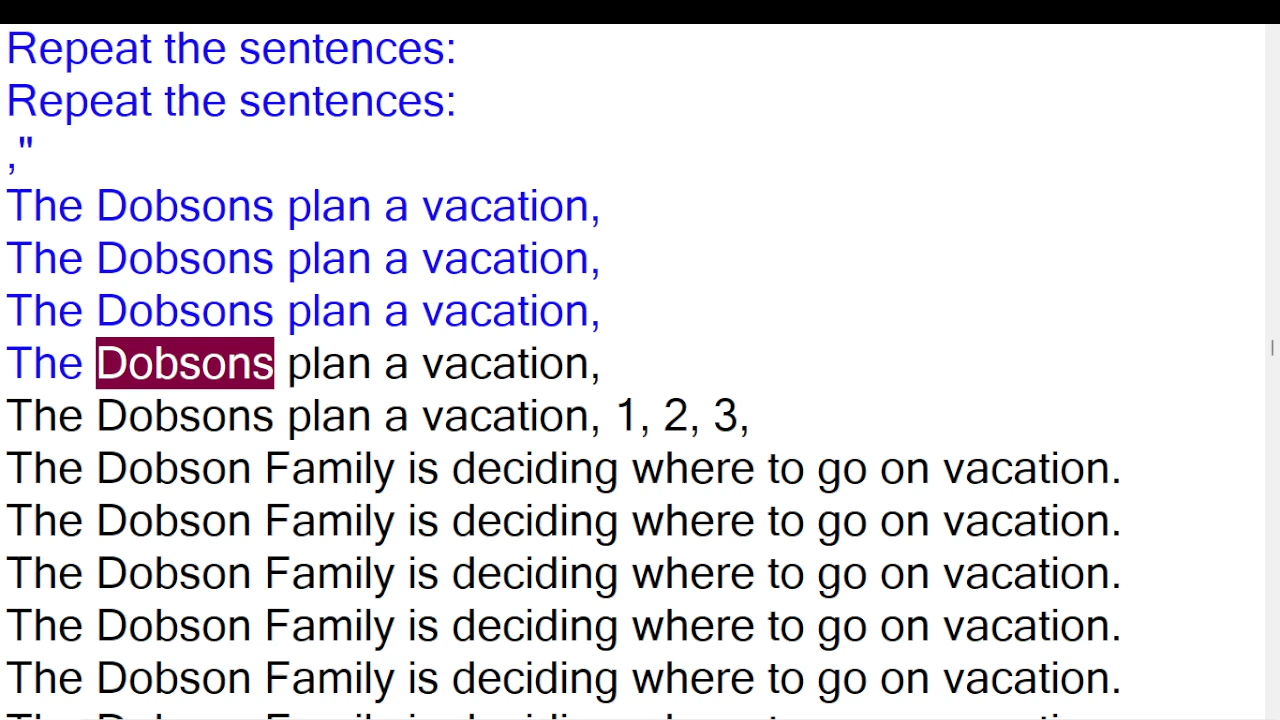 Repeat the sentences:
Repeat the sentences:
,"
The Dobsons plan a vacation,
The Dobsons plan a vacation,
The Dobsons plan a vacation,
The Dobsons plan a vacation,
The Dobsons plan a vacation, 1, 2, 3,
The Dobson Family is deciding where to go on vacation.
The Dobson Family is deciding where to go on vacation.
The Dobson Family is deciding where to go on vacation.
The Dobson Family is deciding where to go on vacation.
The Dobson Family is deciding where to go on vacation.